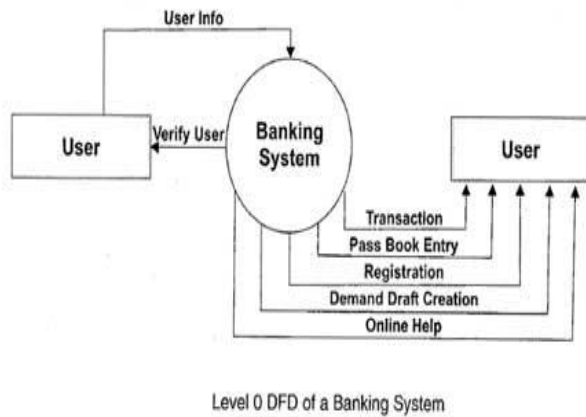 User Info
User
Verify User
Banking
System
User
Transaction
Pass Book Entry
Registration
Demand Draft Creation
Online Help
Level 0 DFD of a Banking System